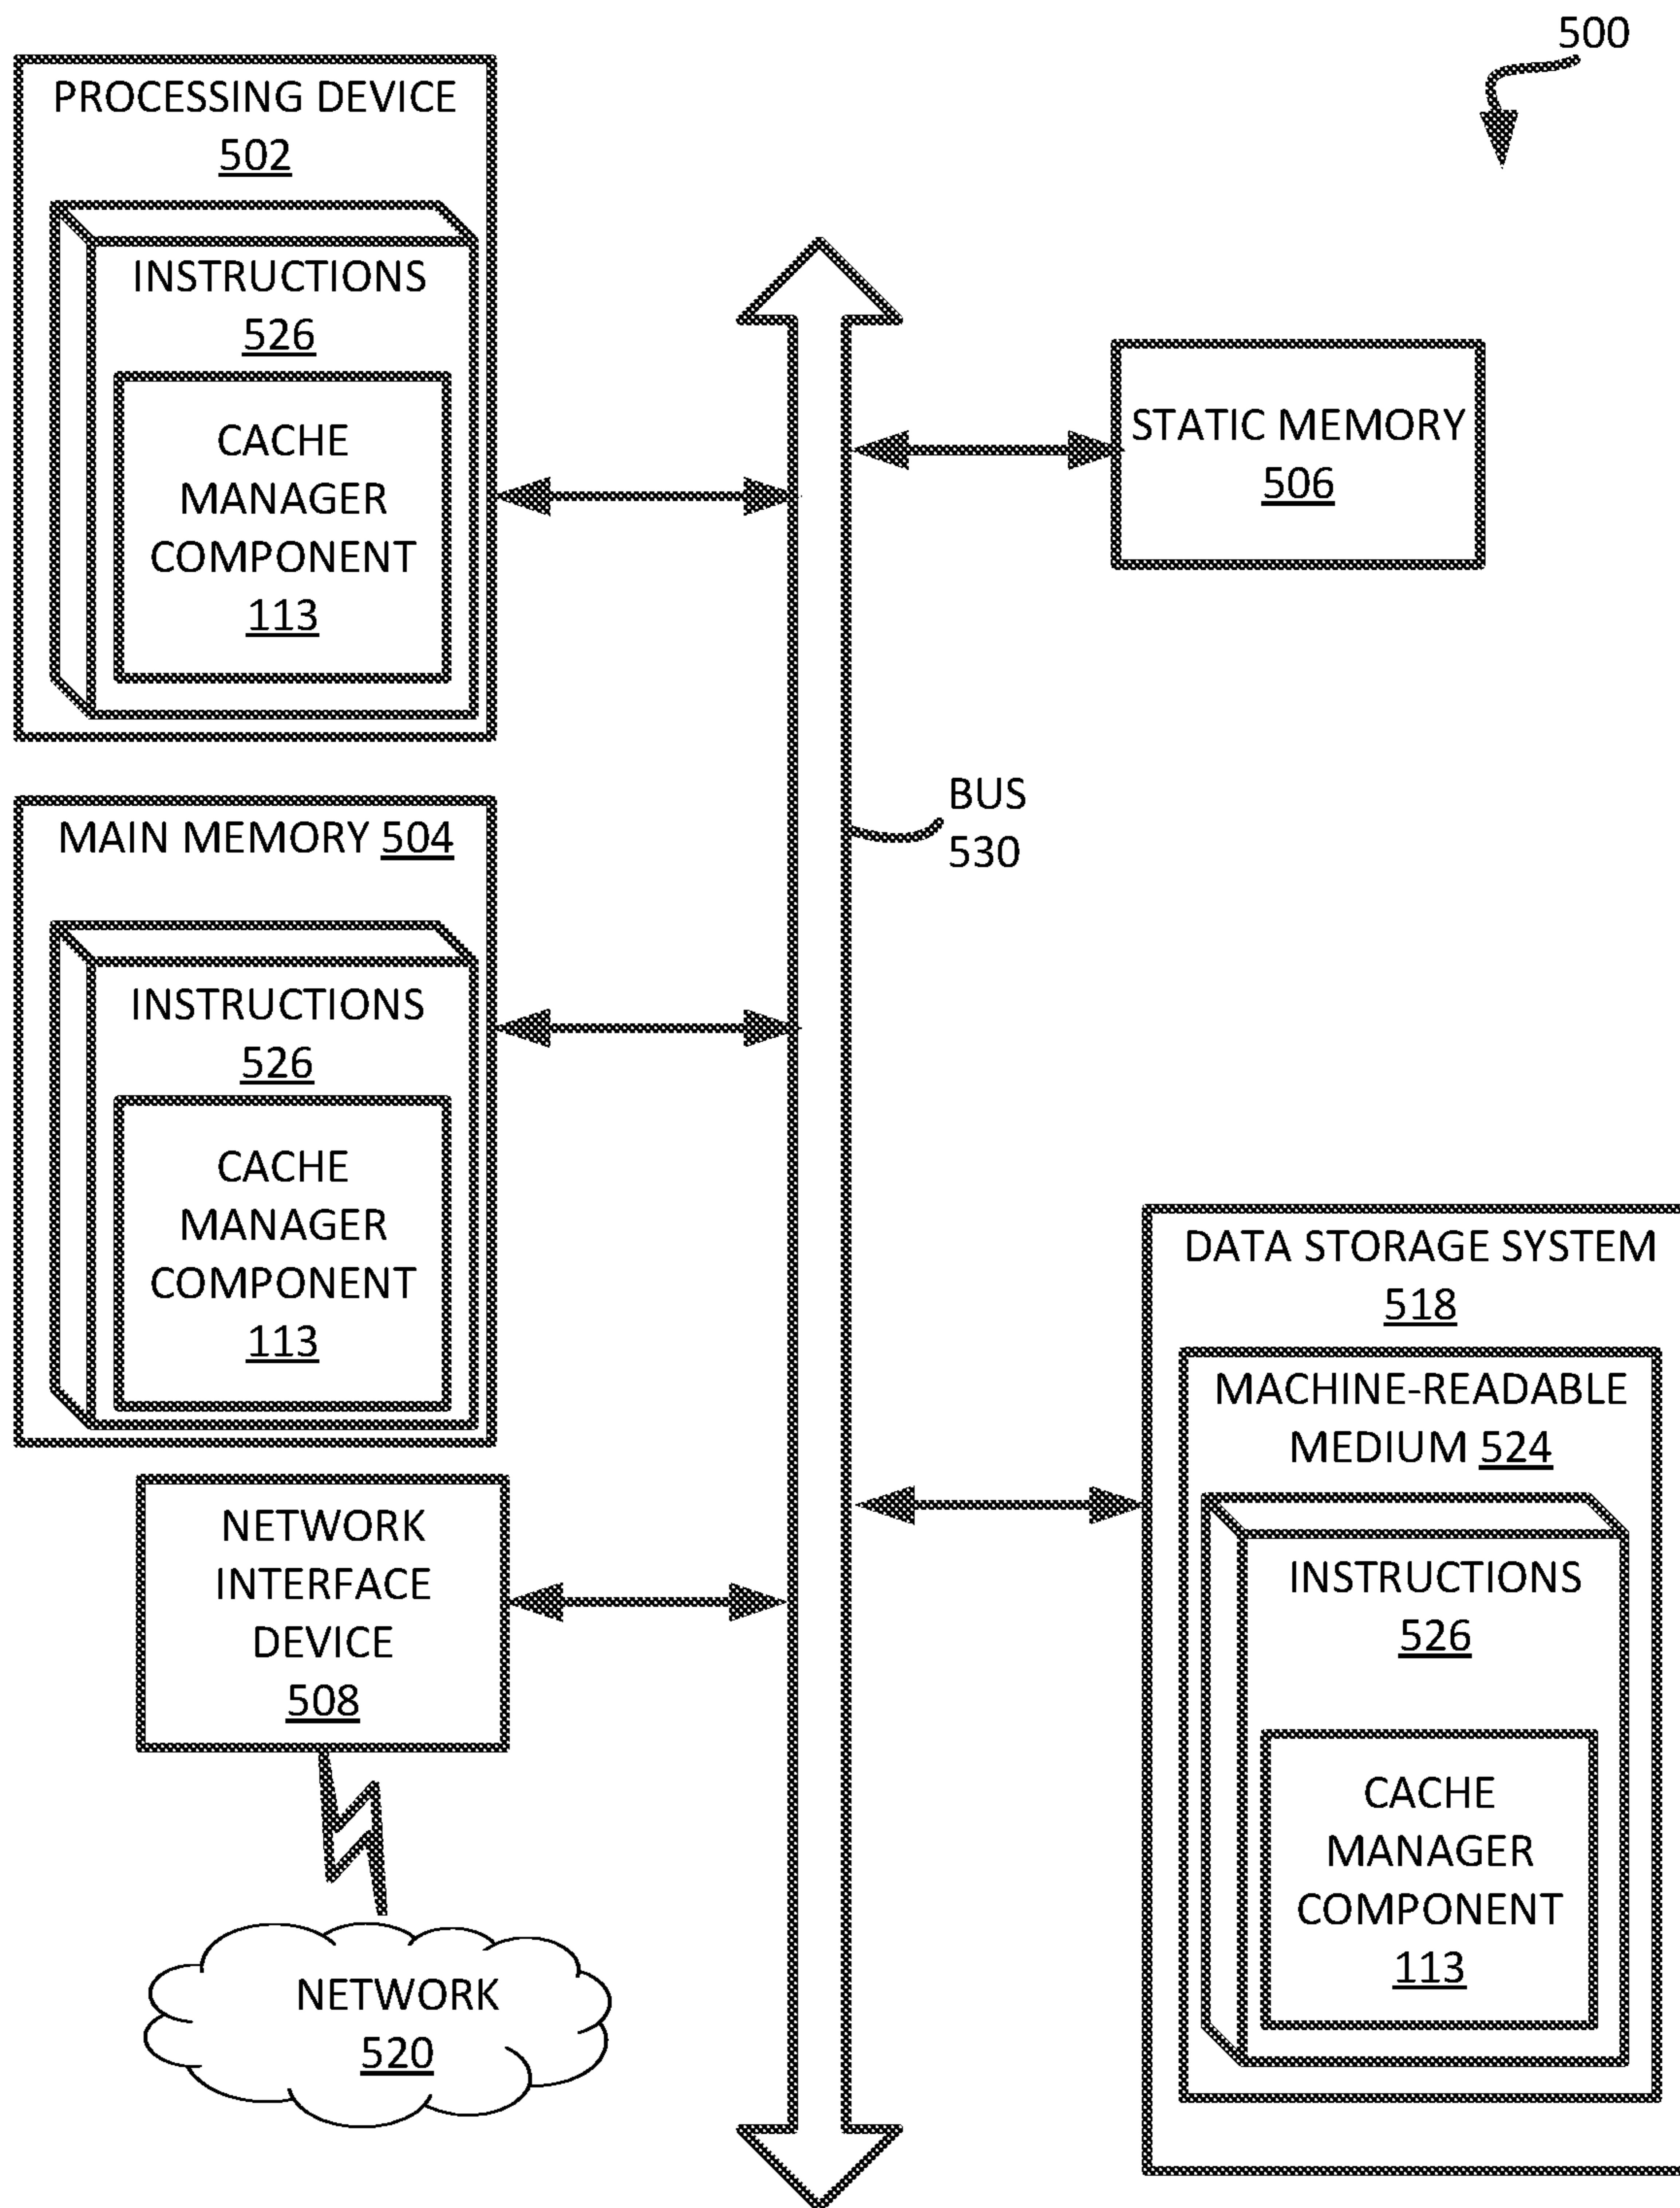 500
PROCESSING DEVICE
502
INSTRUCTIONS
526
CACHE
MANAGER
COMPONENT
113
STATIC MEMORY
506
BUS
530
MAIN MEMORY 504
INSTRUCTIONS
526
CACHE
MANAGER
COMPONENT
113
DATA STORAGE SYSTEM
518
MACHINE-READABLE
MEDIUM 524
INSTRUCTIONS
526
CACHE
MANAGER
COMPONENT
113
NETWORK
INTERFACE
DEVICE
508
NETWORK
520